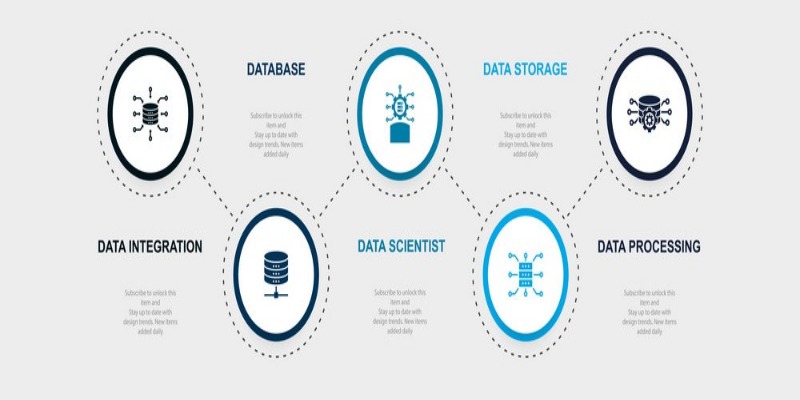 DATABASE
Subscribe to unlock this
item and
Stay up to date with
design trends. New items
added daily
DATA STORAGE
Subscribe to unlock this
item and
Stay up to date with
design trends. New items
added daily
DATA INTEGRATION
Subscribe to unlock this
item and
Stay up to date with
design trends. New items
added daily
DATA SCIENTIST
Subscribe to unlock this
item and
Stay up to date with
design trends. New items
added daily
DATA PROCESSING
Subscribe to unlock this
item and
Stay up to date with
design trends. New items
added daily